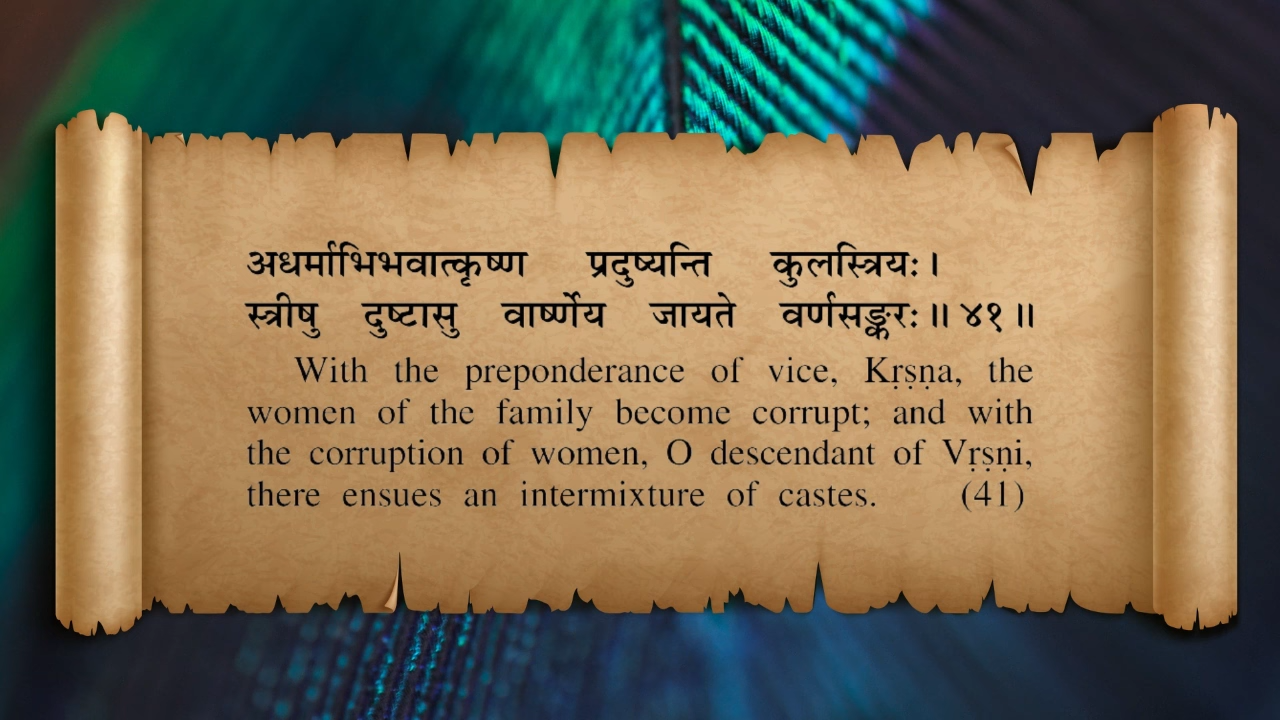 अधर्माभिभवात्कृष्ण प्रदुष्यन्ति कुलस्त्रियः।
स्त्रीषु दुष्टासु वार्ष्णेय जायते वर्णसङ्करः॥ ४१॥
With the preponderance of vice, Kṛṣṇa, the
women of the family become corrupt; and with
the corruption of women, O descendant of Vṛṣṇi,
there ensues an intermixture of castes. (41)